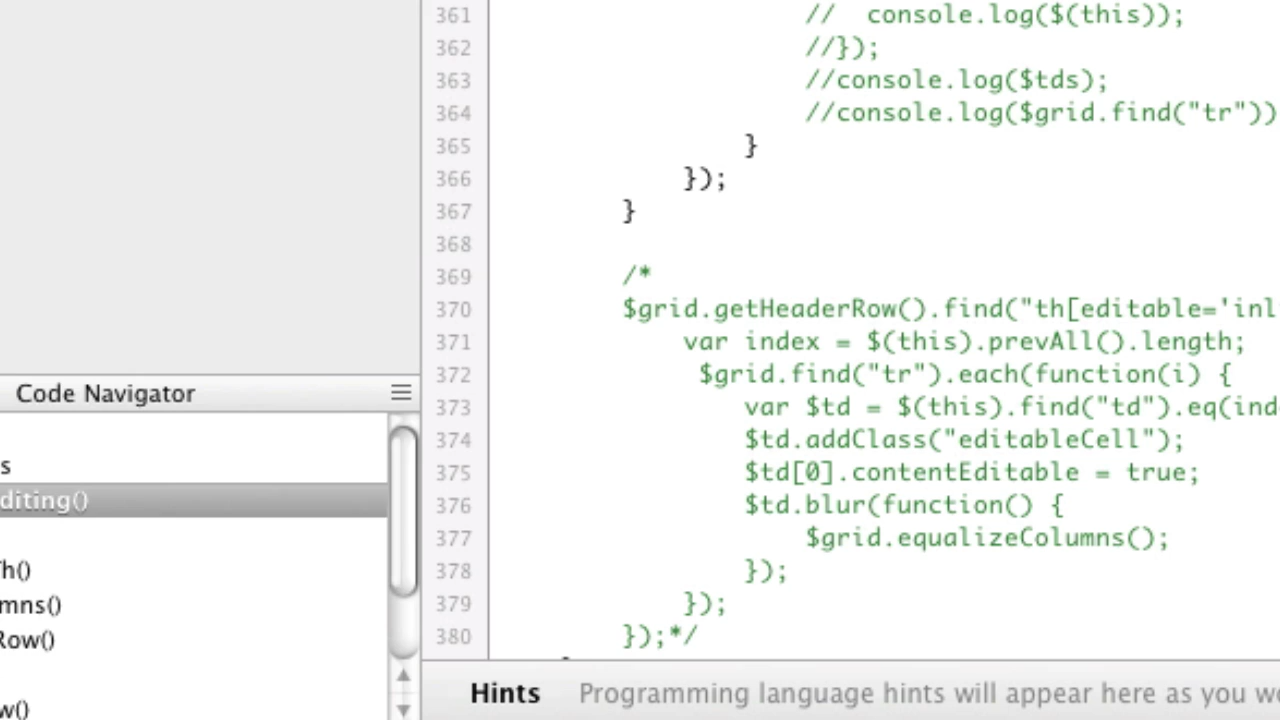 361 //  console.log($(this));
362 //});
363 //console.log($tds);
364 //console.log($grid.find("tr"))
365 }
366 });
367 }
368
369 /*
370 $grid.getHeaderRow().find("th[editable='inl
371 var index = $(this).prevAll().length;
372 $grid.find("tr").each(function(i) {
373 var $td = $(this).find("td").eq(ind
374 $td.addClass("editableCell");
375 $td[0].contentEditable = true;
376 $td.blur(function() {
377 $grid.equalizeColumns();
378 });
379 });
380 });*/
Code Navigator
s
diting()
Th()
mns()
Row()
w()
Hints Programming language hints will appear here as you wo